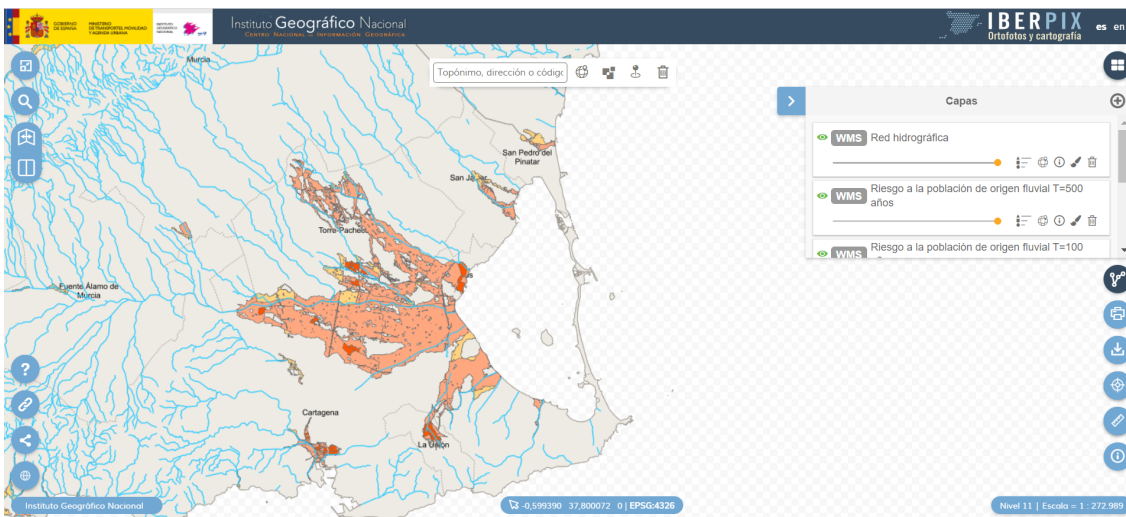 GOBIERNO DE ESPAÑA
MINISTERIO DE TRANSPORTES, MOVILIDAD Y AGENDA URBANA
INSTITUTO GEOGRÁFICO NACIONAL
Instituto Geográfico Nacional
Centro Nacional de Información Geográfica
IBERPIX
Ortofotos y cartografía
es en
Topónimo, dirección o código
Capas
WMS Red hidrográfica
WMS Riesgo a la población de origen fluvial T=500
años
WMS Riesgo a la población de origen fluvial T=100
Murcia
San Pedro del
Pinatar
San Javier
Torre-Pacheco
Fuente Álamo de
Murcia
Cartagena
La Unión
?
Instituto Geográfico Nacional
-0,599390 37,800072 0 | EPSG:4326
Nivel 11 | Escala = 1 : 272.989